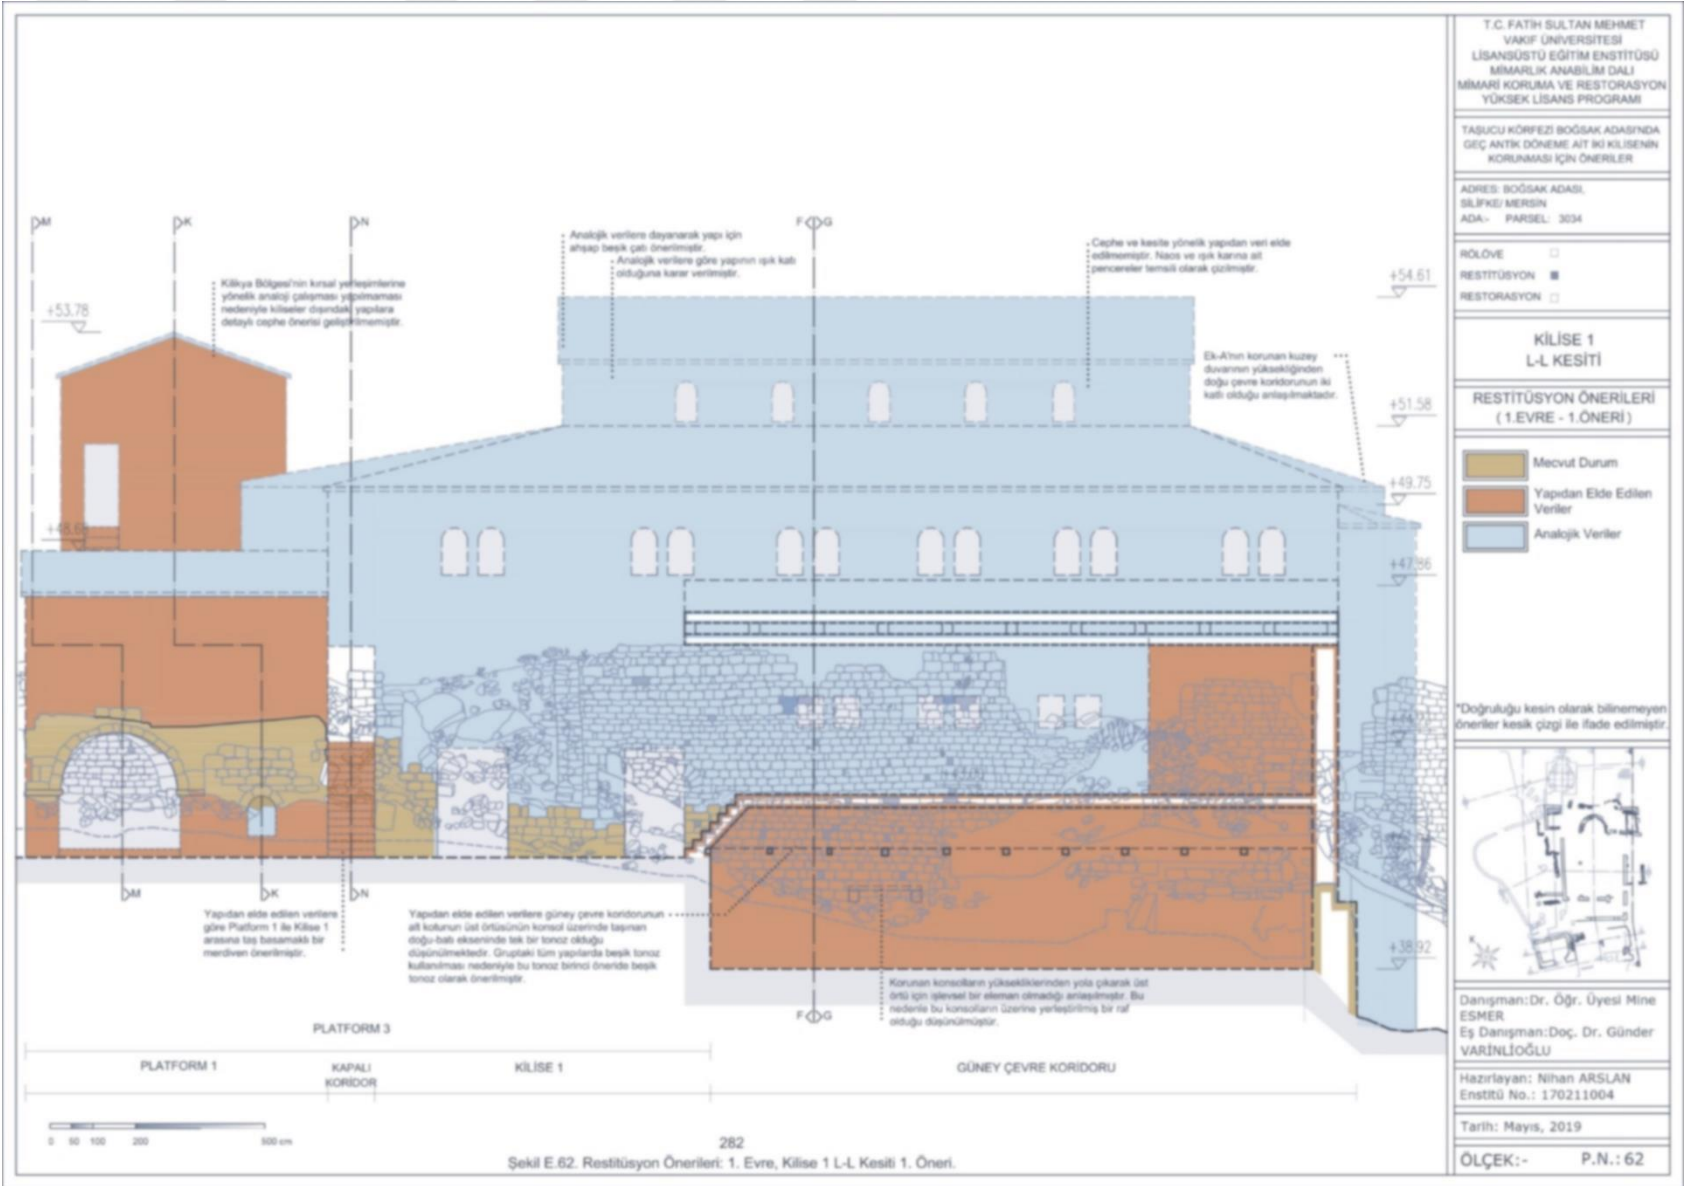 M
K
N
F G
Analojik verilere dayanarak yapı için
ahşap beşik çatı önerilmiştir.
Analojik verilere göre yapının ışık katı
olduğuna karar verilmiştir.
Cephe ve kesite yönelik yapıdan veri elde
edilmemiştir. Naos ve ışık karına ait
pencereler temsili olarak çizilmiştir.
Kilikya Bölgesi'nin kırsal yerleşimlerine
yönelik analoji çalışması yapılmaması
nedeniyle kiliseler dışındaki yapılara
detaylı cephe önerisi geliştirilmemiştir.
Ek-A'nın korunan kuzey
duvarının yüksekliğinden
doğu çevre koridorunun iki
katlı olduğu anlaşılmaktadır.
+53.78
+54.61
+51.58
+49.75
+47.86
+38.92
M
K
N
Yapıdan elde edilen verilere
göre Platform 1 ile Kilise 1
arasına taş basamaklı bir
merdiven önerilmiştir.
Yapıdan elde edilen verilere güney çevre koridorunun
alt kotunun üst örtüsünün konsol üzerinde taşınan
doğu-batı ekseninde tek bir tonoz olduğu
düşünülmektedir. Gruptaki tüm yapılarda beşik tonoz
kullanılması nedeniyle bu tonoz birinci öneride beşik
tonoz olarak önerilmiştir.
Korunan konsolların yüksekliklerinden yola çıkarak üst
örtü için işlevsel bir eleman olmadığı anlaşılmıştır. Bu
nedenle bu konsolların üzerine yerleştirilmiş bir raf
olduğu düşünülmüştür.
F G
PLATFORM 3
PLATFORM 1
KAPALI
KORİDOR
KİLİSE 1
GÜNEY ÇEVRE KORİDORU
0 50 100 200 500 cm
282
Şekil E.62. Restitüsyon Önerileri: 1. Evre, Kilise 1 L-L Kesiti 1. Öneri.
T.C. FATİH SULTAN MEHMET
VAKIF ÜNİVERSİTESİ
LİSANSÜSTÜ EĞİTİM ENSTİTÜSÜ
MİMARLIK ANABİLİM DALI
MİMARİ KORUMA VE RESTORASYON
YÜKSEK LİSANS PROGRAMI
TAŞUCU KÖRFEZİ BOĞSAK ADASI'NDA
GEÇ ANTİK DÖNEME AİT İKİ KİLİSENİN
KORUNMASI İÇİN ÖNERİLER
ADRES: BOĞSAK ADASI,
SİLİFKE/ MERSİN
ADA:- PARSEL: 3034
RÖLÖVE
RESTİTÜSYON
RESTORASYON
KİLİSE 1
L-L KESİTİ
RESTİTÜSYON ÖNERİLERİ
( 1.EVRE - 1.ÖNERİ )
Mecvut Durum
Yapıdan Elde Edilen
Veriler
Analojik Veriler
*Doğruluğu kesin olarak bilinemeyen
öneriler kesik çizgi ile ifade edilmiştir.
Danışman:Dr. Öğr. Üyesi Mine
ESMER
Eş Danışman:Doç. Dr. Günder
VARİNLİOĞLU
Hazırlayan: Nihan ARSLAN
Enstitü No.: 170211004
Tarih: Mayıs, 2019
ÖLÇEK:- P.N.: 62